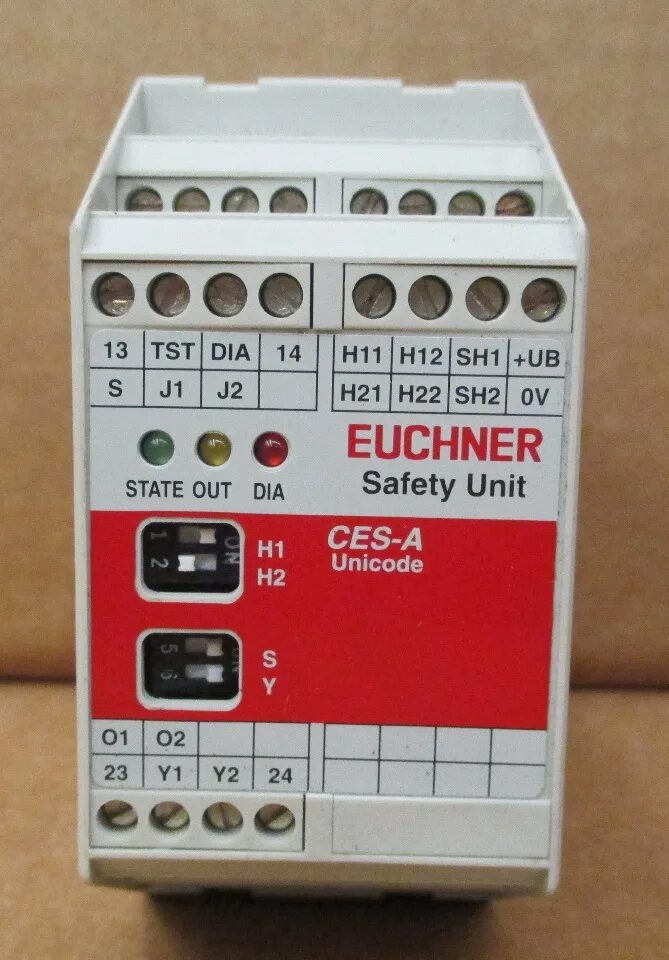 13 TST DIA 14 H11 H12 SH1 +UB
S J1 J2 H21 H22 SH2 0V
EUCHNER
Safety Unit
STATE OUT DIA
CES-A
Unicode
1 ON H1
2 H2
5 ON S
6 Y
O1 O2
23 Y1 Y2 24